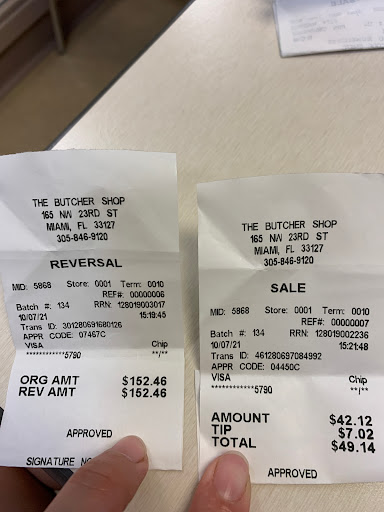 THE BUTCHER SHOP
165 NW 23RD ST
MIAMI, FL 33127
305-846-9120
REVERSAL
MID: 5868 Store: 0001 Term: 0010
REF#: 00000006
Batch #: 134 RRN: 128019003017
10/07/21 15:19:45
Trans ID: 301280691680126
APPR CODE: 07467C
VISA Chip
************5790 **/**
ORG AMT $152.46
REV AMT $152.46
APPROVED
SIGNATURE
THE BUTCHER SHOP
165 NW 23RD ST
MIAMI, FL 33127
305-846-9120
SALE
MID: 5868 Store: 0001 Term: 0010
REF#: 00000007
Batch #: 134 RRN: 128019002236
10/07/21 15:21:48
Trans ID: 461280697084992
APPR CODE: 04450C
VISA Chip
************5790 **/**
AMOUNT $42.12
TIP $7.02
TOTAL $49.14
APPROVED